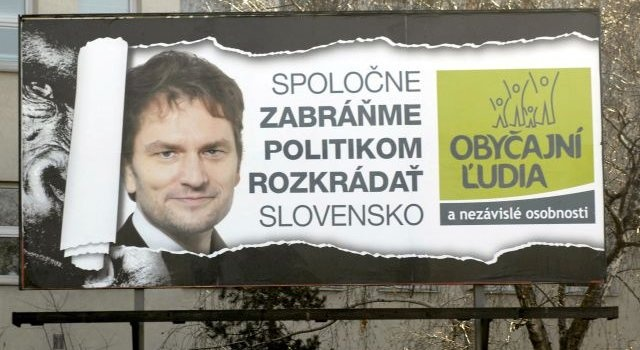 SPOLOČNE
ZABRÁŇME
POLITIKOM
ROZKRÁDAŤ
SLOVENSKO
OBYČAJNÍ
ĽUDIA
a nezávislé osobnosti